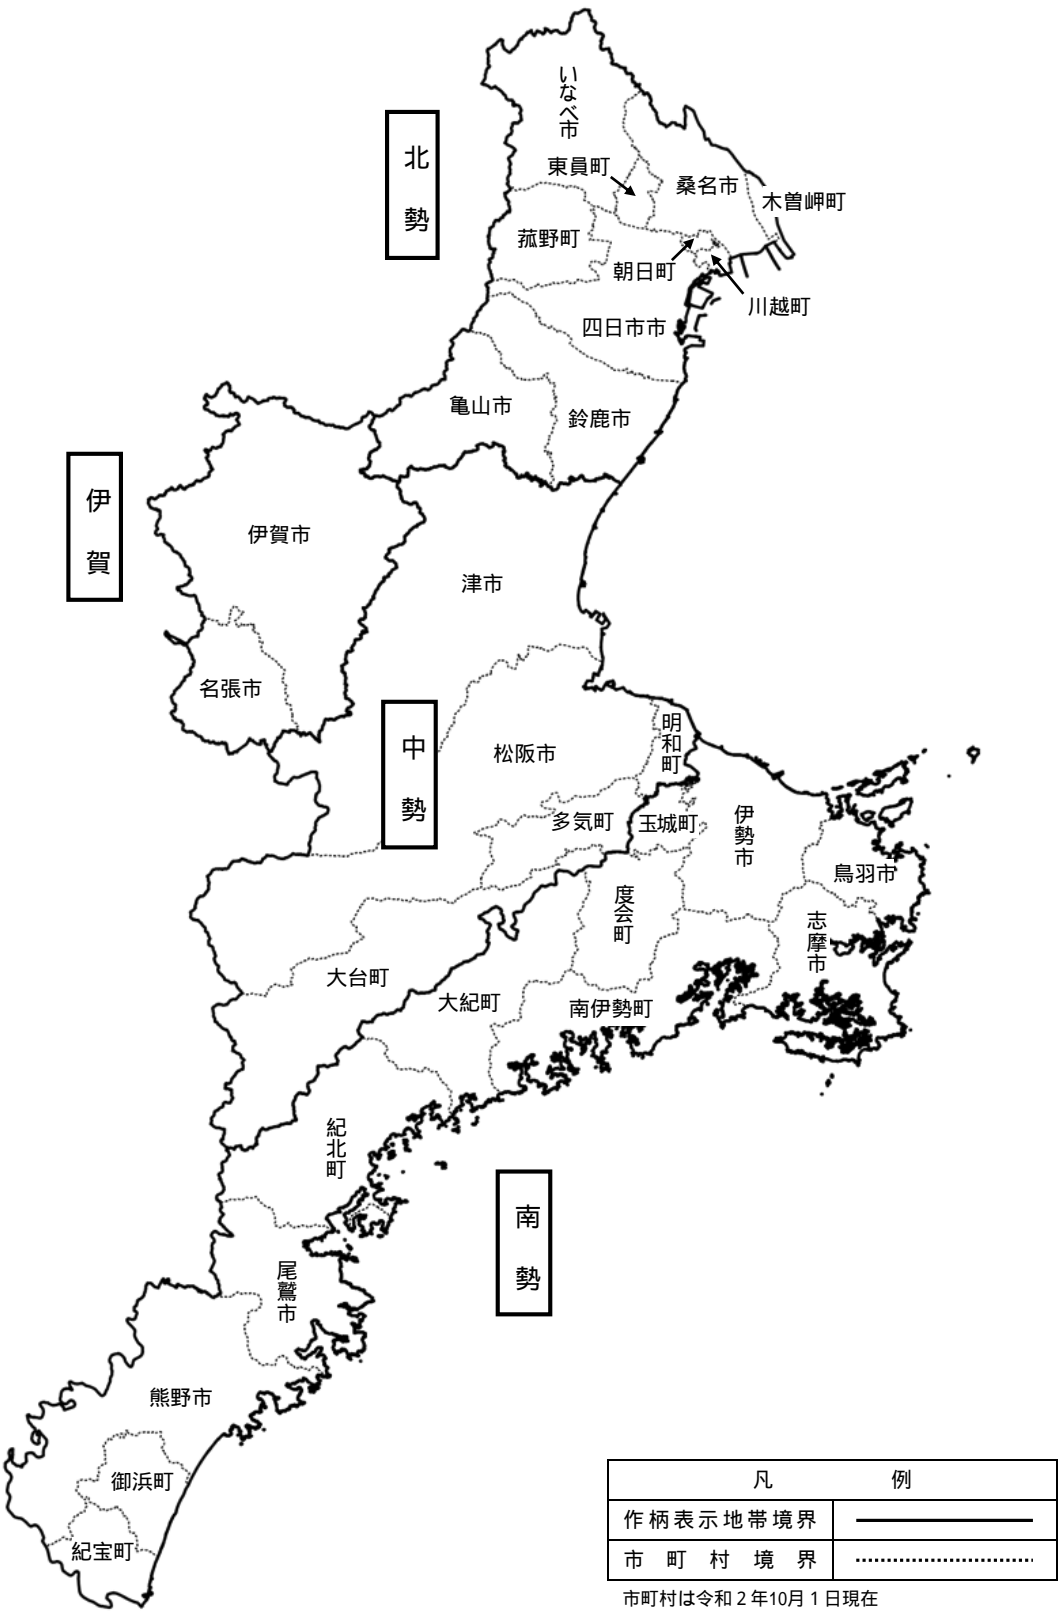 いなべ市
北勢
東員町
桑名市
木曽岬町
菰野町
朝日町
川越町
四日市市
亀山市
鈴鹿市
伊賀
伊賀市
津市
名張市
中勢
松阪市
明和町
多気町
玉城町
伊勢市
鳥羽市
度会町
志摩市
大台町
大紀町
南伊勢町
紀北町
南勢
尾鷲市
熊野市
御浜町
紀宝町
凡例
作柄表示地帯境界
市町村境界
市町村は令和2年10月1日現在